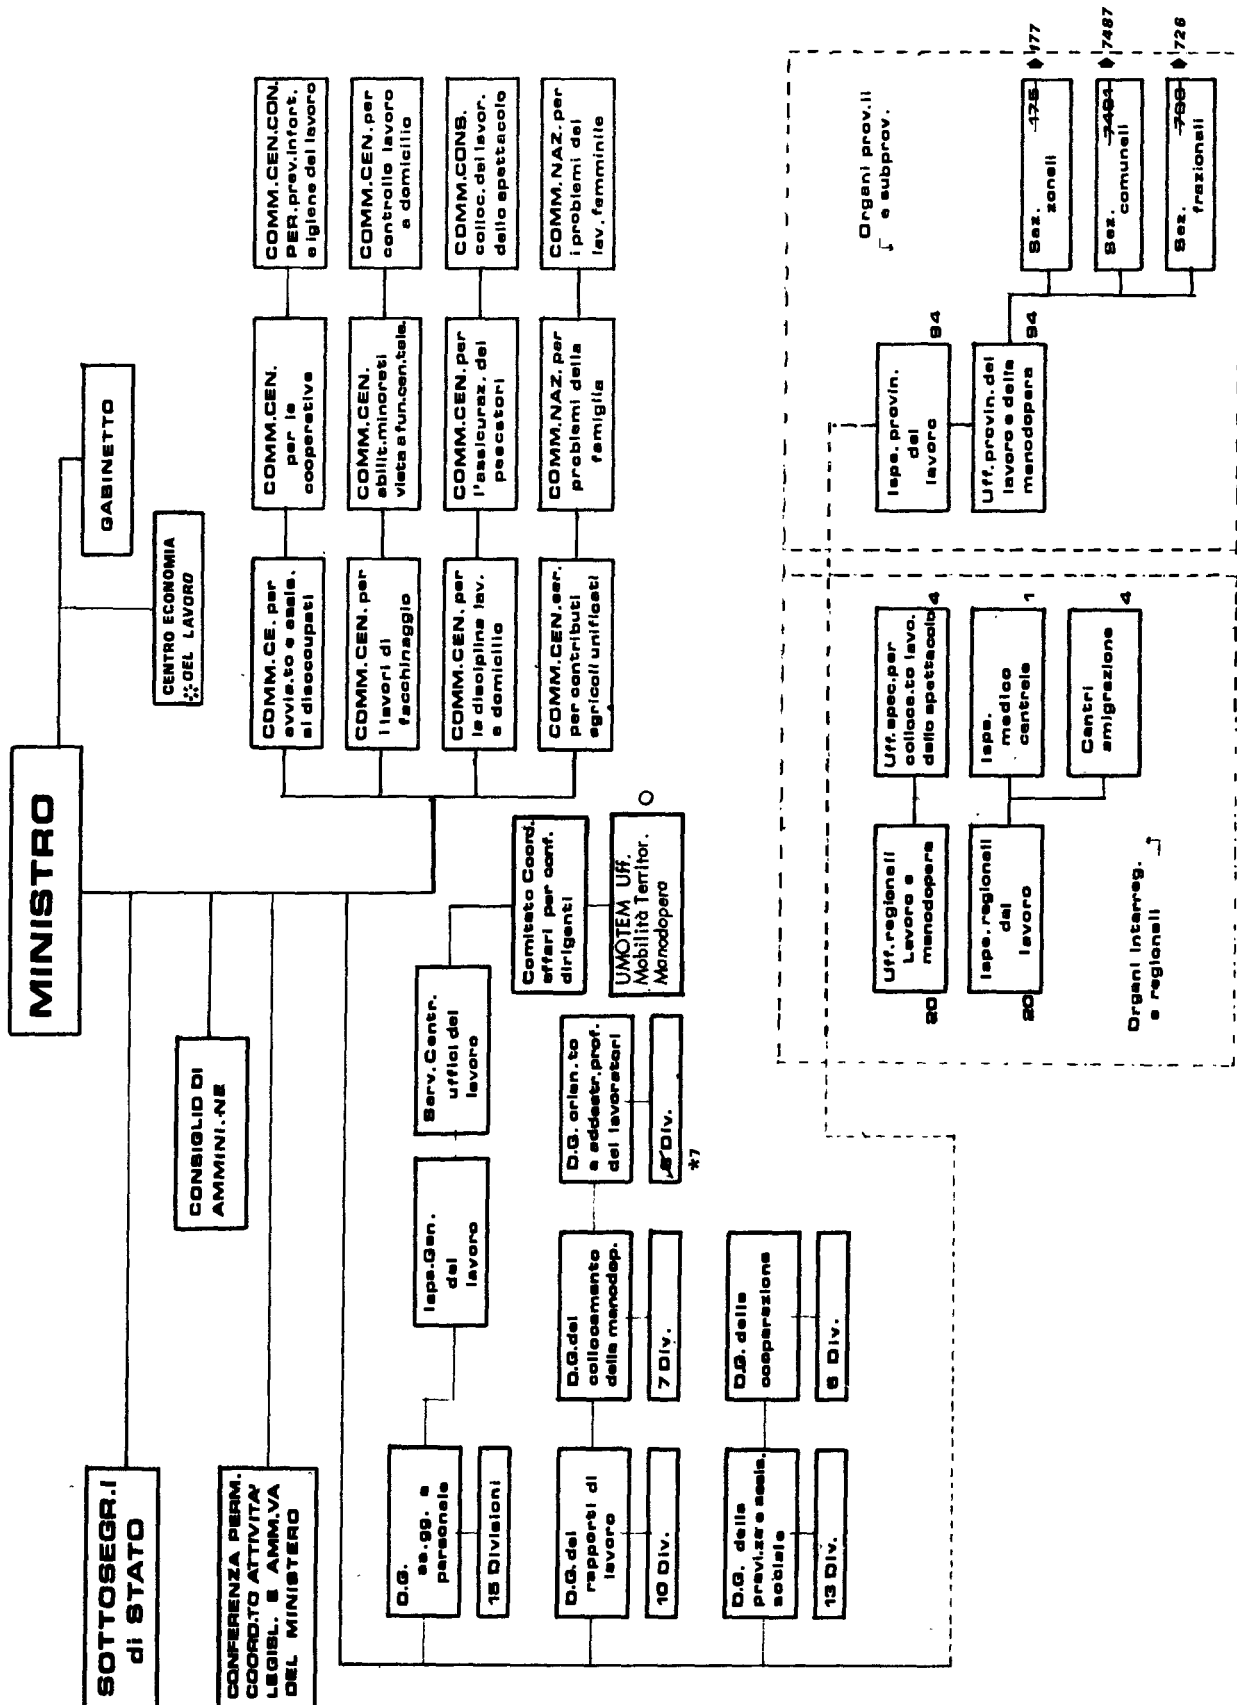 MINISTRO
GABINETTO
CENTRO ECONOMIA
DEL LAVORO
SOTTOSEGR.I
di STATO
CONSIGLIO DI
AMMINI.-NE
CONFERENZA PERM.
COORD.TO ATTIVITA'
LEGISL. E AMM.VA
DEL MINISTERO
COMM.CE. per
avvia.to e assis.
ai disoccupati
COMM.CEN.
per le
cooperative
COMM.CEN.CON.
PER.prev.infort.
e igiene del lavoro
COMM.CEN.per
i lavori di
facchinaggio
COMM.CEN.
abilit.minorati
vista a fun.cen.tele.
COMM.CEN.per
controllo lavoro
a domicilio
COMM.CEN.per
la disciplina lav.
a domicilio
COMM.CEN.per
l'assicuraz. dei
pescatori
COMM.CONS.
colloc.dei lavor.
dello spettacolo
COMM.CEN.ser.
per contributi
agricoli unificati
COMM.NAZ.per
problemi della
famiglia
COMM.NAZ.per
i problemi del
lav.femminile
D.G.
aa.gg. e
personale
15 Divisioni
Ispe.Gen.
del
lavoro
Serv.Centr.
uffici del
lavoro
Comitato Coord.
affari per conf.
dirigenti
UMOTEM Uff.
Mobilità Territor.
Manodopera
D.G.dei
rapporti di
lavoro
10 Div.
D.G.del
collocamento
della manodop.
7 Div.
D.G. orien.to
e addestr.prof.
dei lavoratori
Div.
*7
D.G. della
previ.za e assis.
sociale
13 Div.
D.G. della
cooperazione
6 Div.
Uff.regionali
Lavoro e
manodopera
20
Uff.spec.per
colloca.to lavo.
dello spettacolo
4
Ispe.regionali
del
lavoro
20
Ispe.
medico
centrale
1
Centri
emigrazione
4
Organi interreg.
e regionali
Ispe.provin.
del
lavoro
94
Uff.provin.del
lavoro e della
manodopera
94
Organi prov.li
e subprov.
Sez. 475
zonali
177
Sez. 7491
comunali
7487
Sez.
frazionali
726